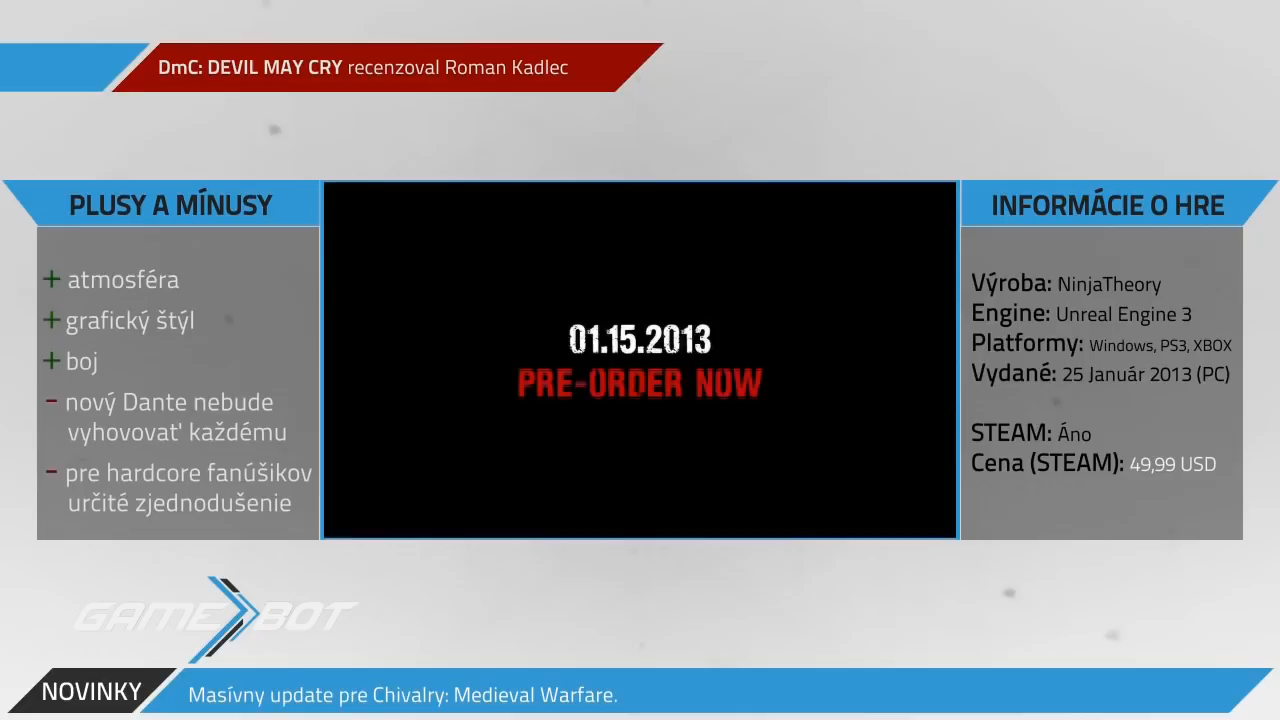 DmC: DEVIL MAY CRY recenzoval Roman Kadlec
PLUSY A MÍNUSY
+ atmosféra
+ grafický štýl
+ boj
- nový Dante nebude
vyhovovať každému
- pre hardcore fanúšikov
určité zjednodušenie
01.15.2013
PRE-ORDER NOW
INFORMÁCIE O HRE
Výroba: NinjaTheory
Engine: Unreal Engine 3
Platformy: Windows, PS3, XBOX
Vydané: 25 Január 2013 (PC)
STEAM: Áno
Cena (STEAM): 49,99 USD
GAMEBOT
NOVINKY
Masívny update pre Chivalry: Medieval Warfare.